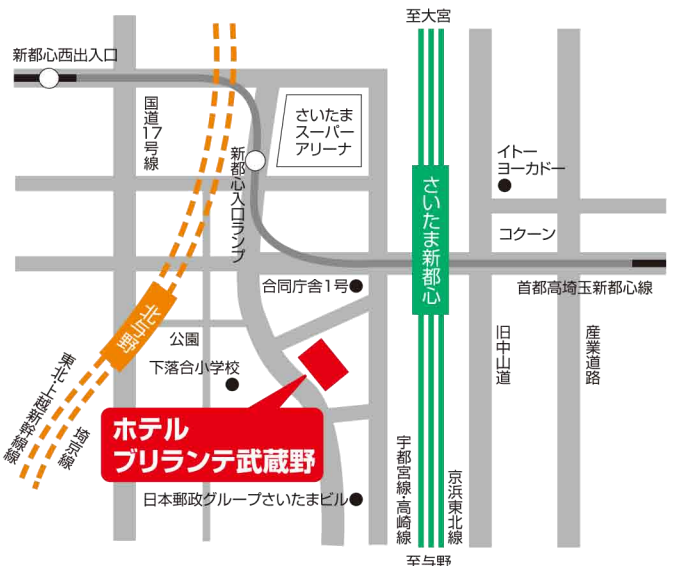 至大宮
新都心西出入口
国道17号線
さいたま
スーパー
アリーナ
新都心入口ランプ
イトー
ヨーカドー
さいたま新都心
コクーン
合同庁舎1号
首都高埼玉新都心線
北与野
公園
下落合小学校
旧中山道
産業道路
東北・上越新幹線線
埼京線
ホテル
ブリランテ武蔵野
日本郵政グループさいたまビル
宇都宮線・高崎線
京浜東北線
至与野